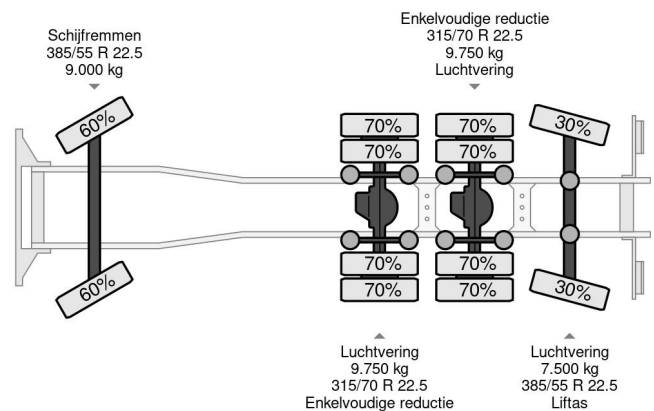 Schijfremmen
385/55 R 22.5
9.000 kg
Enkelvoudige reductie
315/70 R 22.5
9.750 kg
Luchtvering
60%
70%
70%
30%
70%
70%
60%
70%
70%
30%
70%
70%
Luchtvering
9.750 kg
315/70 R 22.5
Enkelvoudige reductie
Luchtvering
7.500 kg
385/55 R 22.5
Liftas